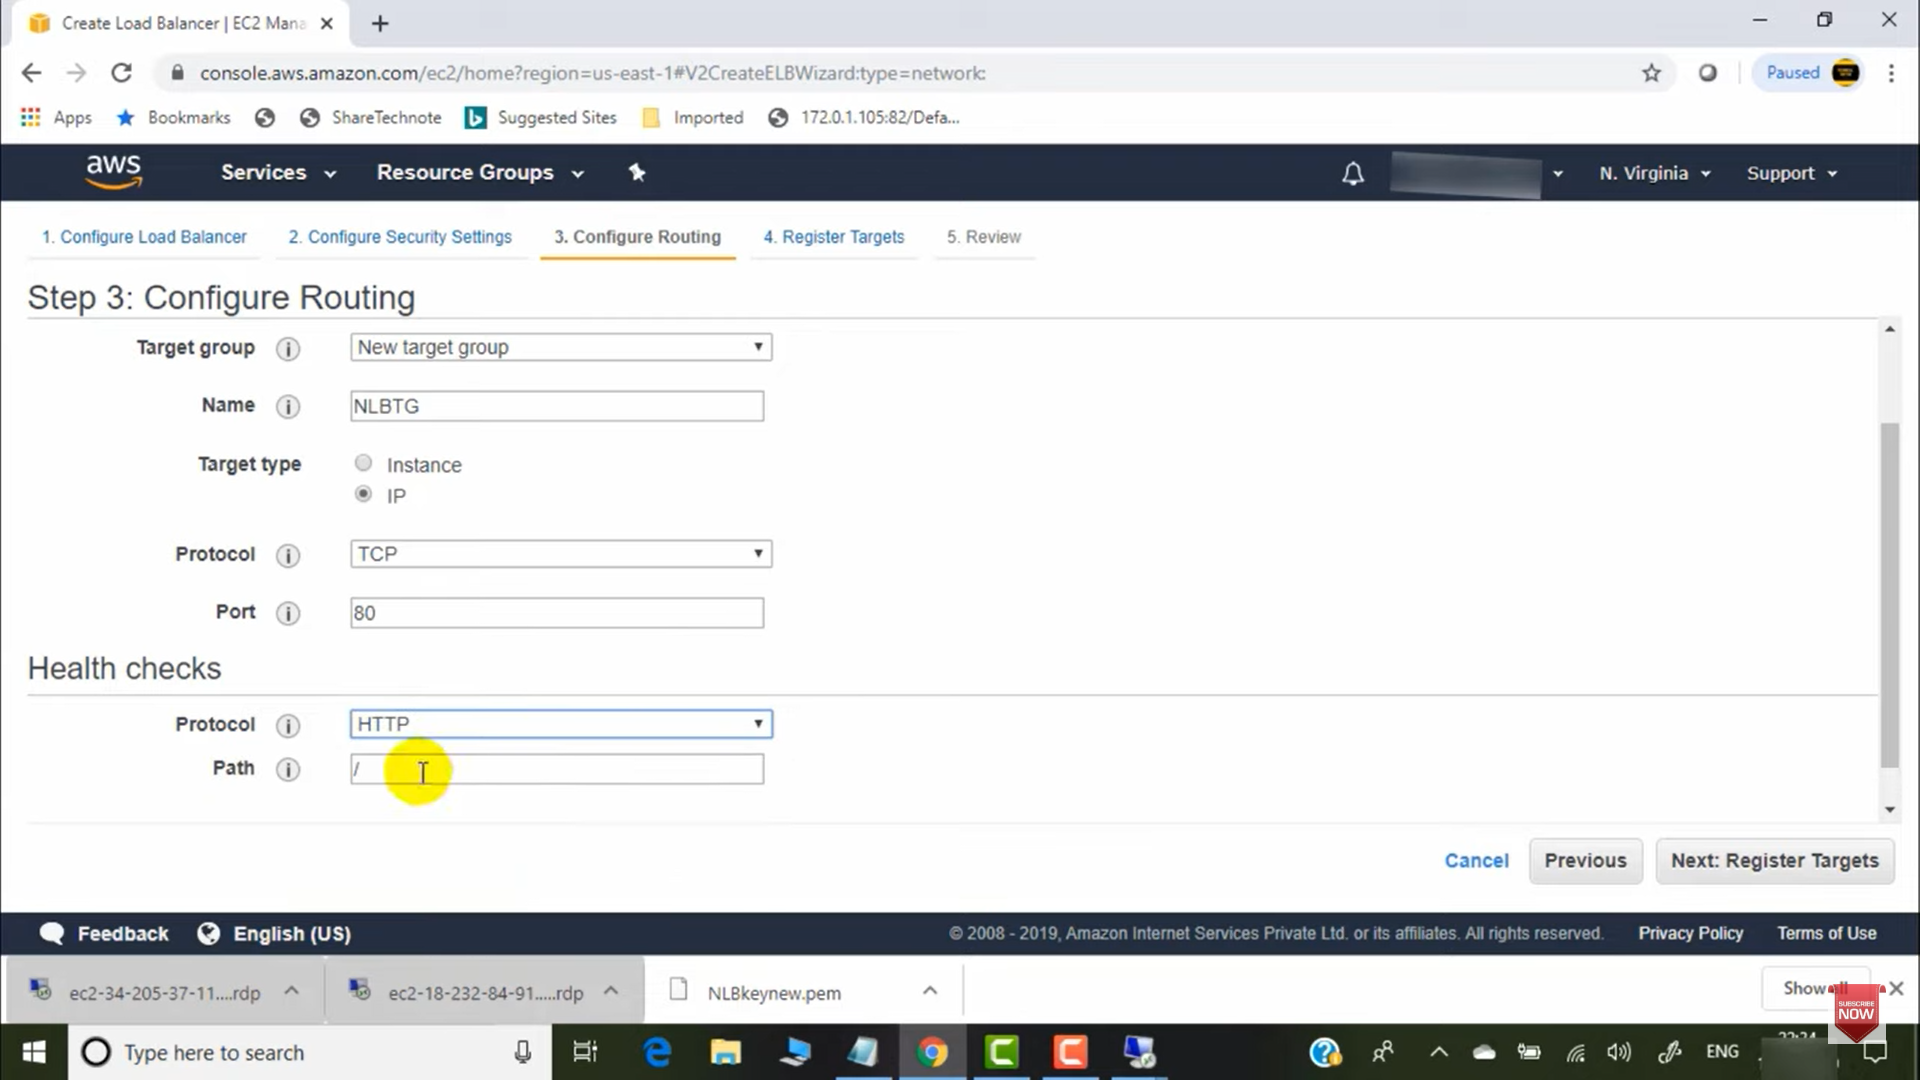 Create Load Balancer | EC2 Mana
console.aws.amazon.com/ec2/home?region=us-east-1#V2CreateELBWizard:type=network:
Paused
Apps
Bookmarks
ShareTechnote
Suggested Sites
Imported
172.0.1.105:82/Defa...
aws
Services
Resource Groups
N. Virginia
Support
1. Configure Load Balancer
2. Configure Security Settings
3. Configure Routing
4. Register Targets
5. Review
Step 3: Configure Routing
Target group
New target group
Name
NLBTG
Target type
Instance
IP
Protocol
TCP
Port
80
Health checks
Protocol
HTTP
Path
/
Cancel
Previous
Next: Register Targets
Feedback
English (US)
© 2008 - 2019, Amazon Internet Services Private Ltd. or its affiliates. All rights reserved.
Privacy Policy
Terms of Use
ec2-34-205-37-11....rdp
ec2-18-232-84-91.....rdp
NLBkeynew.pem
Show
SUBSCRIBE
NOW
Type here to search
ENG